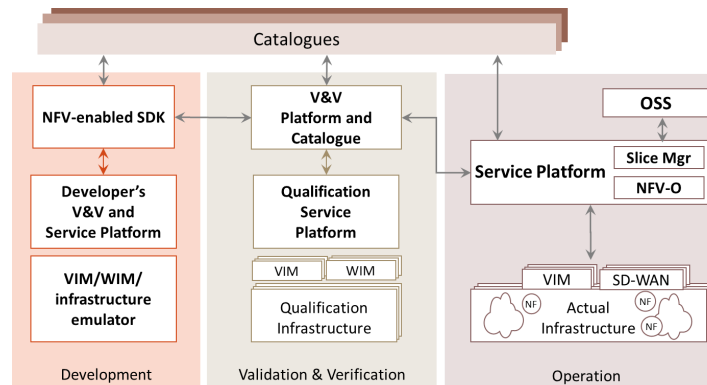 Catalogues
NFV-enabled SDK
Developer's
V&V and
Service Platform
VIM/WIM/
infrastructure
emulator
Development
V&V
Platform and
Catalogue
Qualification
Service
Platform
VIM
WIM
Qualification
Infrastructure
Validation & Verification
OSS
Service Platform
Slice Mgr
NFV-O
VIM
SD-WAN
NF
Actual
Infrastructure
NF
NF
Operation